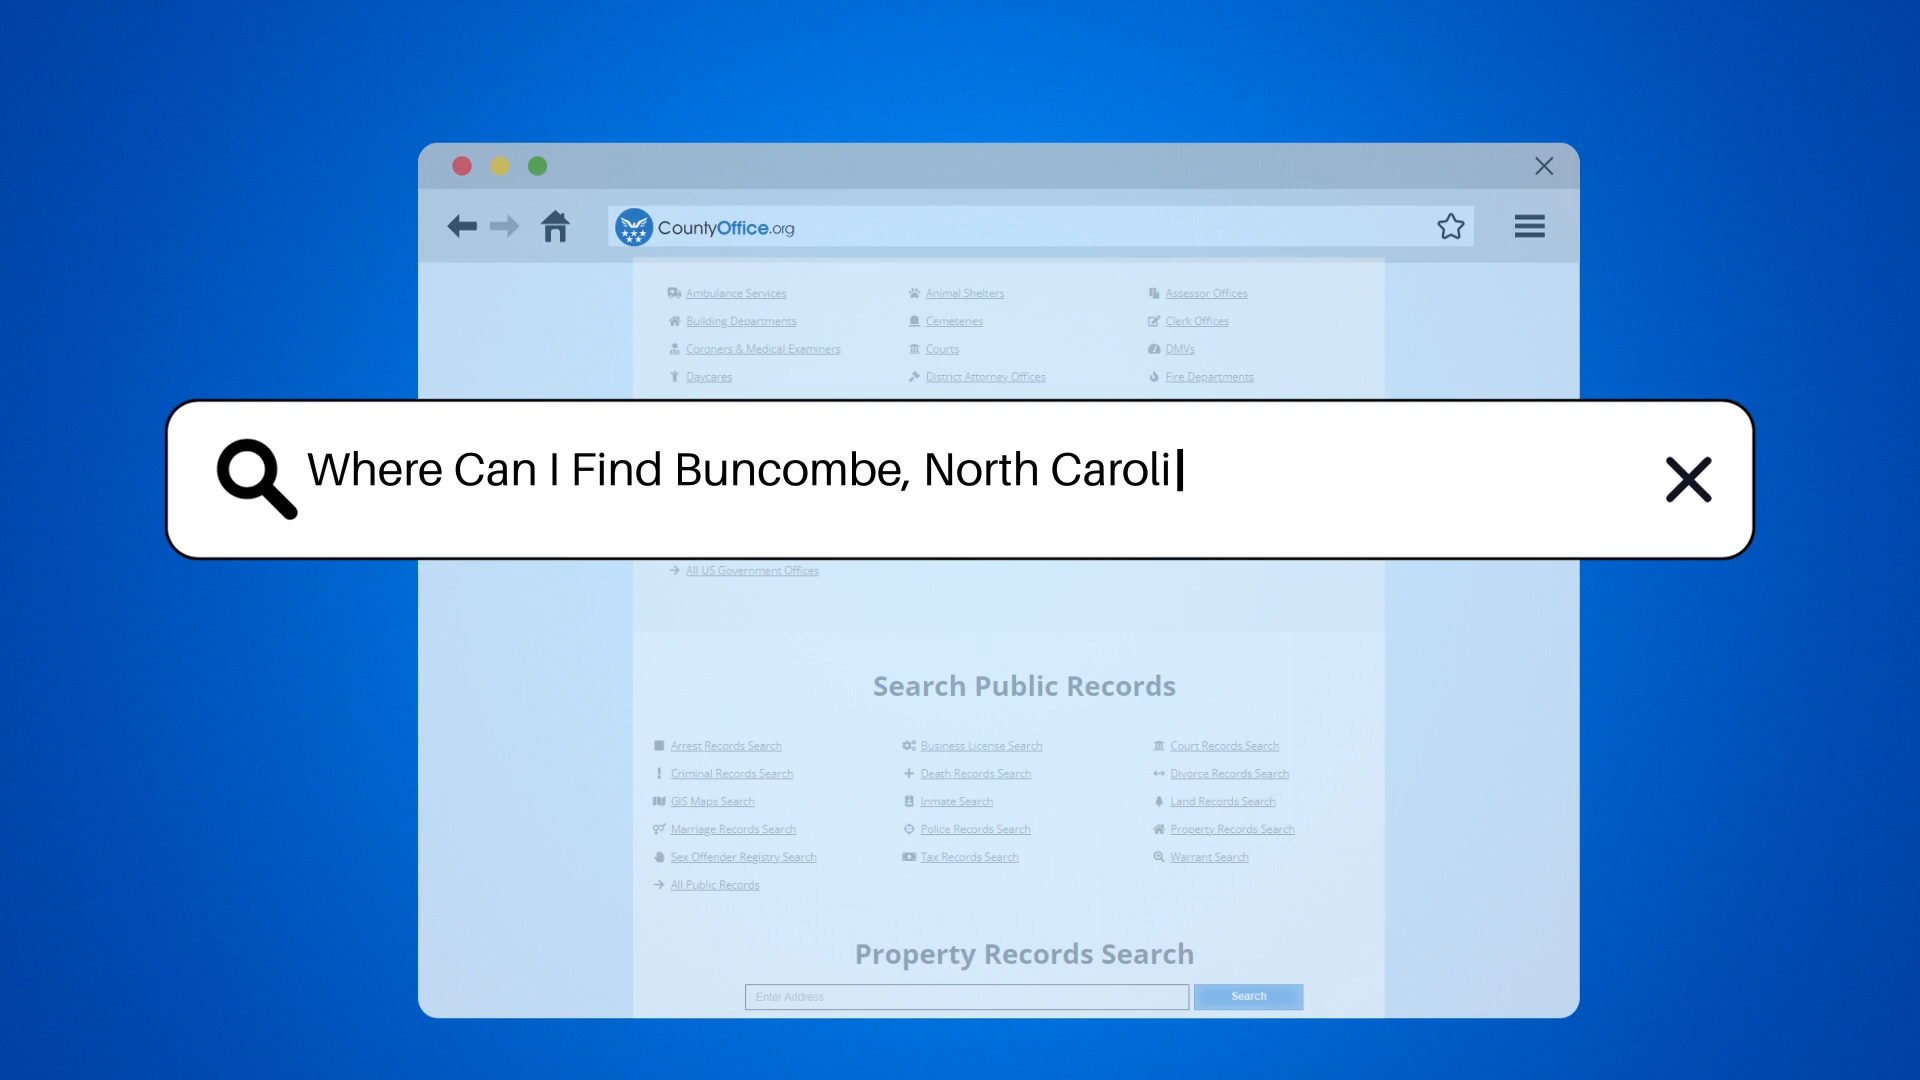 CountyOffice.org
Ambulance Services Animal Shelters Assessor Offices
Building Departments Cemeteries Clerk Offices
Coroners & Medical Examiners Courts DMVs
Daycares District Attorney Offices Fire Departments
Where Can I Find Buncombe, North Caroli
All US Government Offices
Search Public Records
Arrest Records Search Business License Search Court Records Search
Criminal Records Search Death Records Search Divorce Records Search
GIS Maps Search Inmate Search Land Records Search
Marriage Records Search Police Records Search Property Records Search
Sex Offender Registry Search Tax Records Search Warrant Search
All Public Records
Property Records Search
Enter Address Search